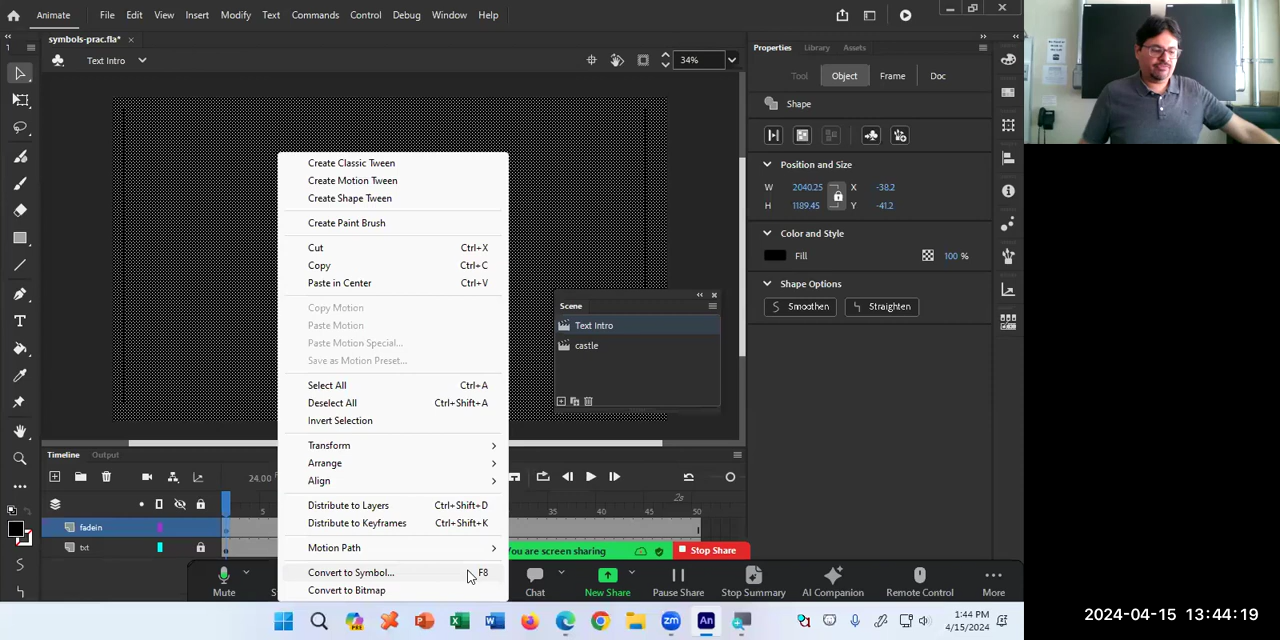 Animate File Edit View Insert Modify Text Commands Control Debug Window Help
symbols-prac.fla*
Text Intro
34%
Properties Library Assets
Tool Object Frame Doc
Shape
Position and Size
W 2040.25 X -38.2
H 1189.45 Y -41.2
Color and Style
Fill 100 %
Shape Options
Smoothen Straighten
Create Classic Tween
Create Motion Tween
Create Shape Tween
Create Paint Brush
Cut Ctrl+X
Copy Ctrl+C
Paste in Center Ctrl+V
Copy Motion
Paste Motion
Paste Motion Special...
Save as Motion Preset...
Select All Ctrl+A
Deselect All Ctrl+Shift+A
Invert Selection
Transform
Arrange
Align
Distribute to Layers Ctrl+Shift+D
Distribute to Keyframes Ctrl+Shift+K
Motion Path
Convert to Symbol... F8
Convert to Bitmap
Scene
Text Intro
castle
Timeline Output
24.00
2s
5 35 40 45 50
fadein
txt
You are screen sharing Stop Share
Mute Chat New Share Pause Share Stop Summary AI Companion Remote Control More
1:44 PM
4/15/2024
2024-04-15 13:44:19